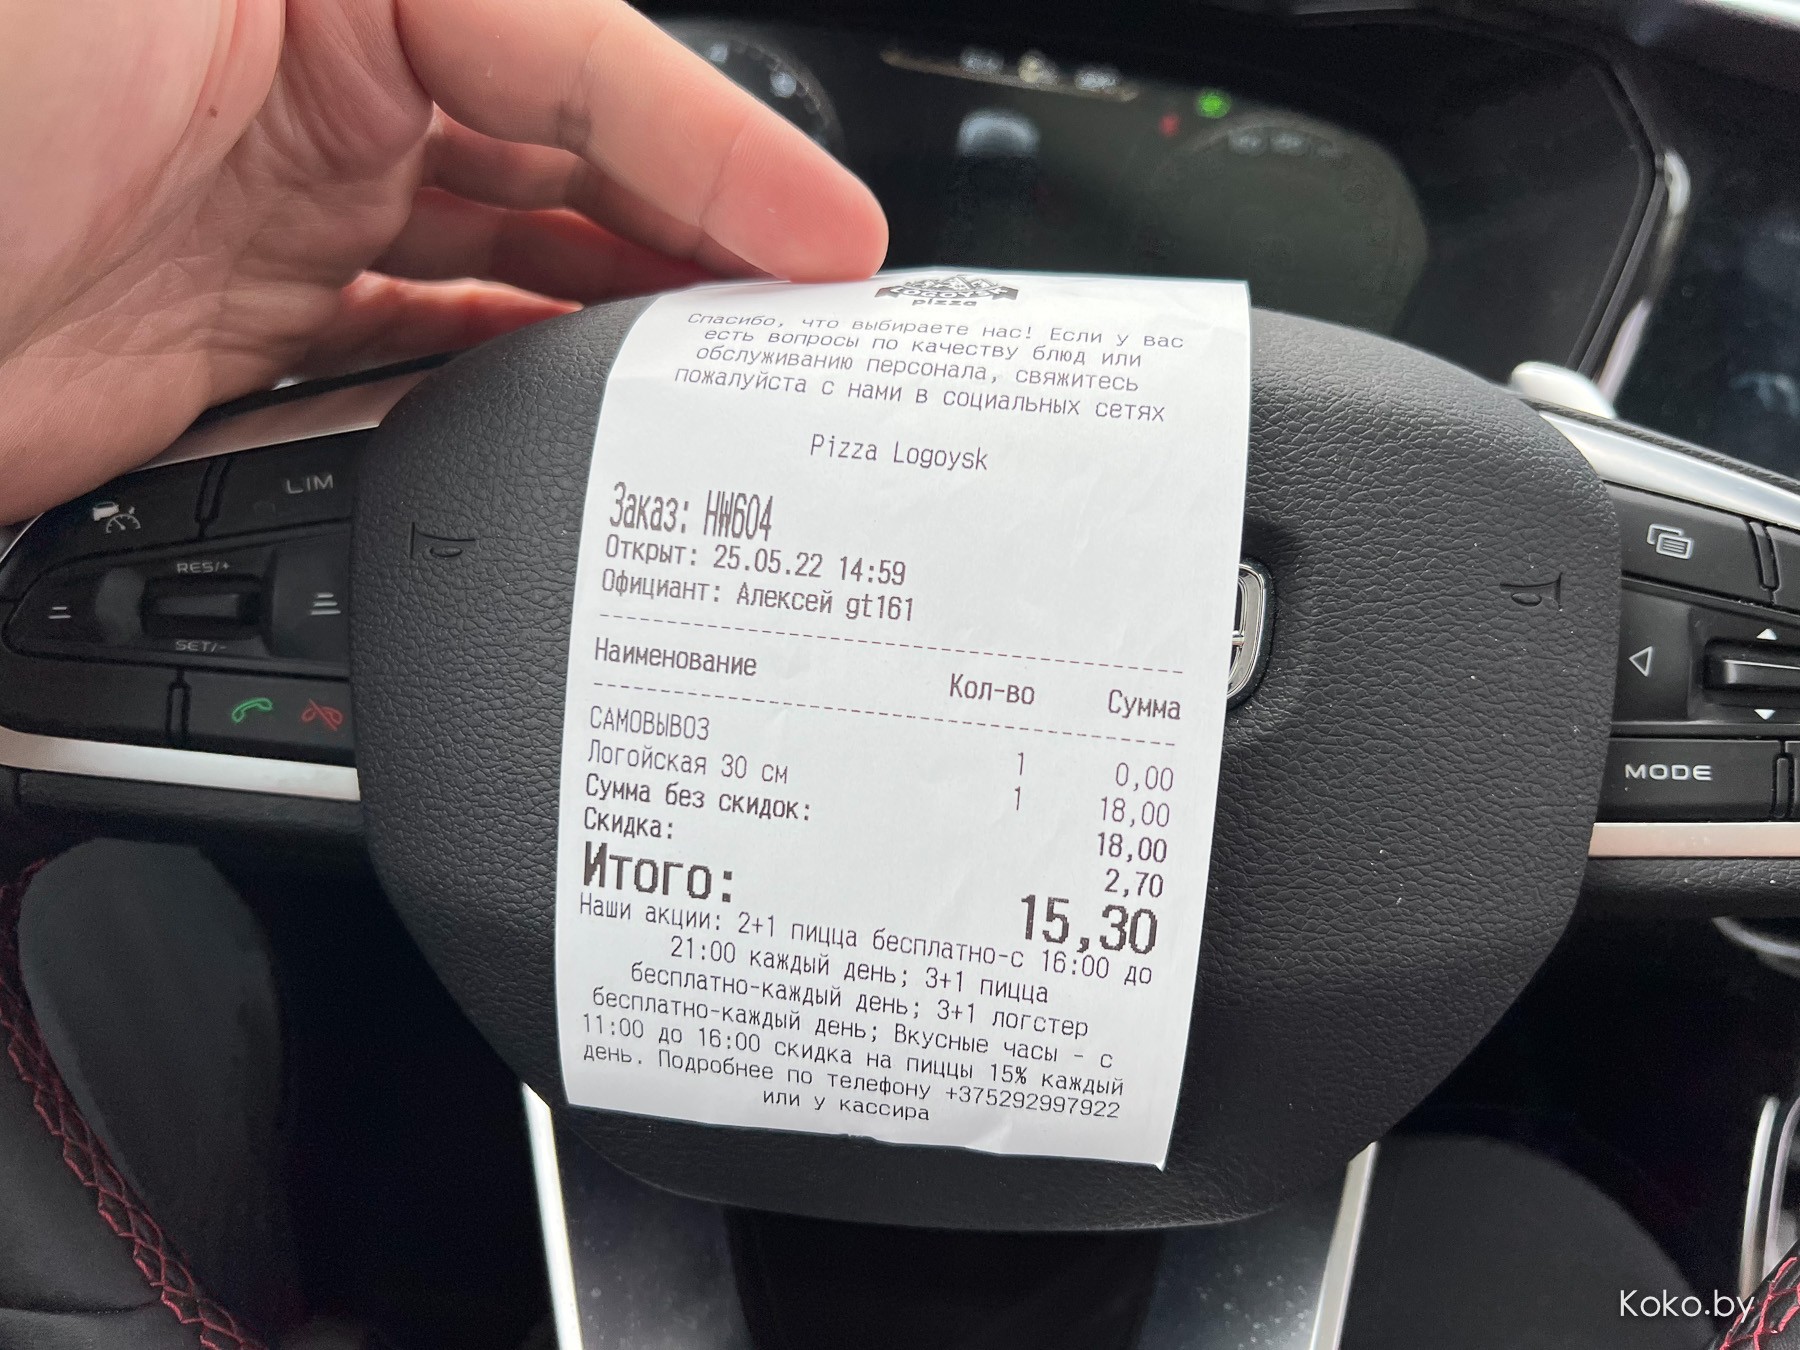 LOGOYSK
pizza
Спасибо, что выбираете нас! Если у вас
есть вопросы по качеству блюд или
обслуживанию персонала, свяжитесь
пожалуйста с нами в социальных сетях
Pizza Logoysk
Заказ: HW604
Открыт: 25.05.22 14:59
Официант: Алексей gt161
Наименование Кол-во Сумма
САМОВЫВОЗ 1 0,00
Логойская 30 см 1 18,00
Сумма без скидок: 18,00
Скидка: 2,70
Итого: 15,30
Наши акции: 2+1 пицца бесплатно-с 16:00 до
21:00 каждый день; 3+1 пицца
бесплатно-каждый день; 3+1 логстер
бесплатно-каждый день; Вкусные часы - с
11:00 до 16:00 скидка на пиццы 15% каждый
день. Подробнее по телефону +375292997922
или у кассира
LIM
RES/+
SET/-
MODE
Koko.by